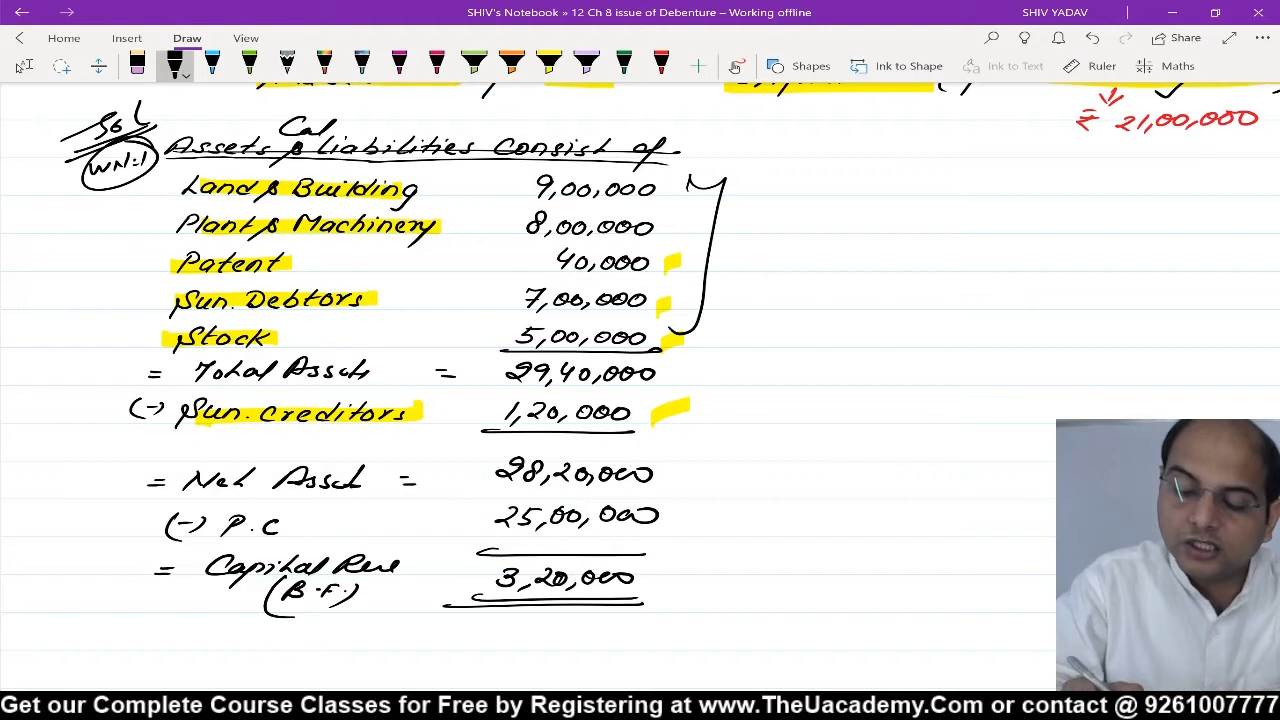 SHIV's Notebook » 12 Ch 8 issue of Debenture – Working offline
SHIV YADAV
Home Insert Draw View
Share
Shapes Ink to Shape Ink to Text Ruler Maths
₹ 21,00,000
Sol
WN:1
Cal
Assets & liabilities Consist of
Land & Building 9,00,000
Plant & Machinery 8,00,000
Patent 40,000
Sun. Debtors 7,00,000
Stock 5,00,000
= Total Assets = 29,40,000
(-) Sun. Creditors 1,20,000
= Net Asset = 28,20,000
(-) P.C 25,00,000
= Capital Rese 3,20,000
(B.F.)
Get our Complete Course Classes for Free by Registering at www.TheUacademy.Com or contact @ 9261007777